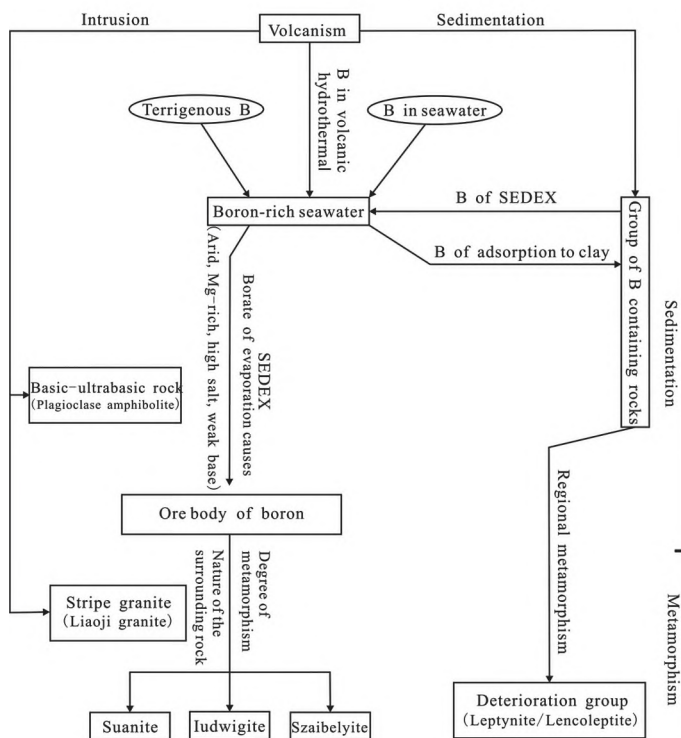 Intrusion
Volcanism
Sedimentation
B in volcanic
hydrothermal
Terrigenous B
B in seawater
Boron-rich seawater
B of SEDEX
B of adsorption to clay
Group of B containing rocks
Sedimentation
(Arid, Mg-rich, high salt, weak base)
SEDEX
Borate of evaporation causes
Basic-ultrabasic rock
(Plagioclase amphibolite)
Ore body of boron
Regional metamorphism
Degree of
metamorphism
Nature of the
surrounding rock
Stripe granite
(Liaoji granite)
Metamorphism
Suanite
Iudwigite
Szaibelyite
Deterioration group
(Leptynite/Lencoleptite)